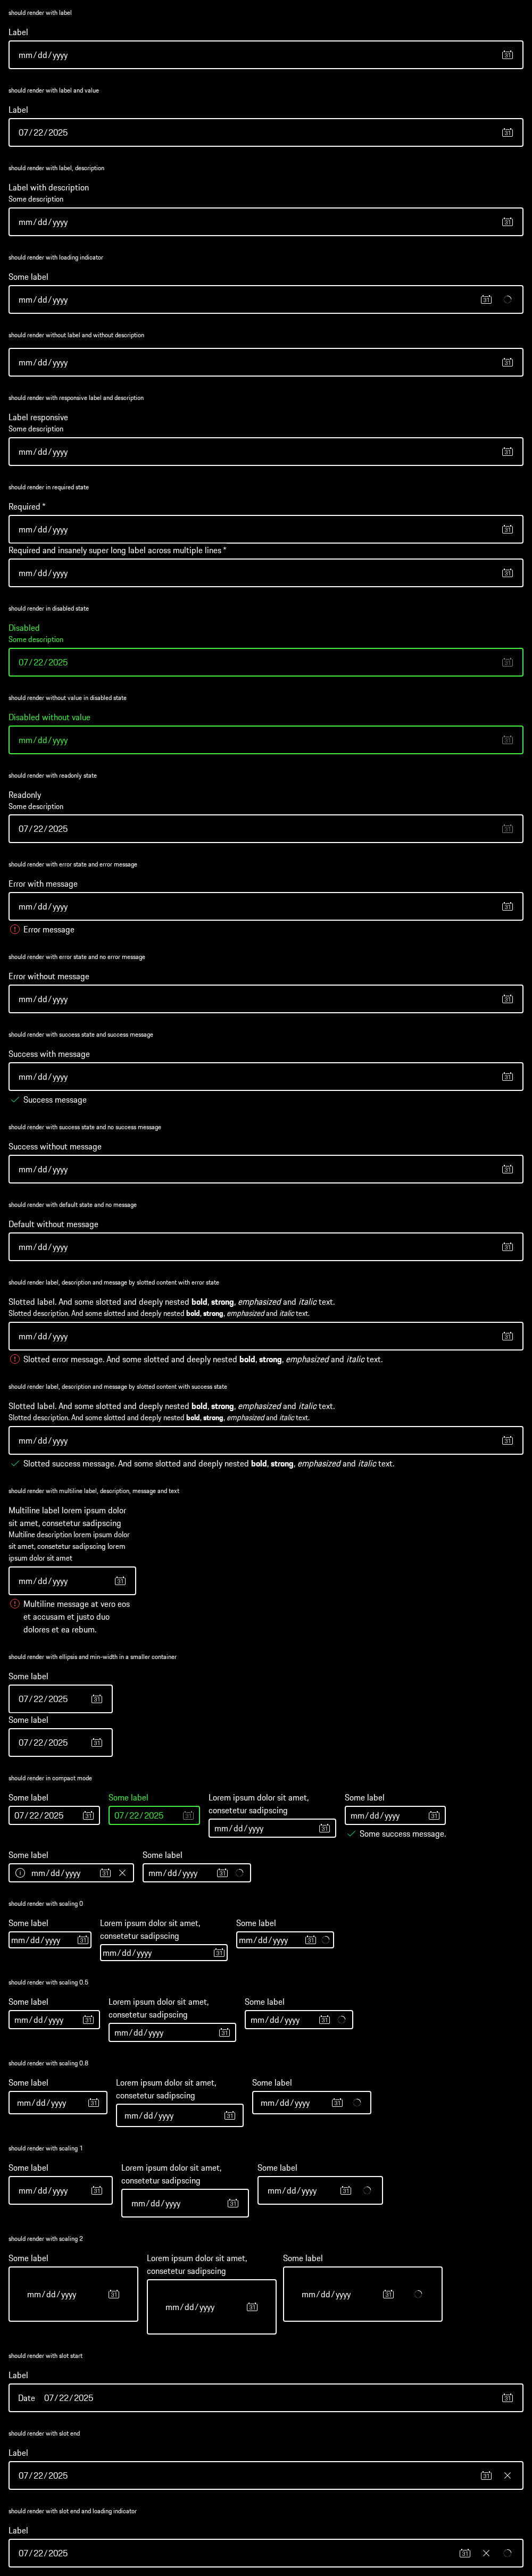 should render with label
Label
mm/dd/yyyy
should render with label and value
Label
07/22/2025
should render with label, description
Label with description
Some description
mm/dd/yyyy
should render with loading indicator
Some label
mm/dd/yyyy
should render without label and without description
mm/dd/yyyy
should render with responsive label and description
Label responsive
Some description
mm/dd/yyyy
should render in required state
Required *
mm/dd/yyyy
Required and insanely super long label across multiple lines *
mm/dd/yyyy
should render in disabled state
Disabled
Some description
07/22/2025
should render without value in disabled state
Disabled without value
mm/dd/yyyy
should render with readonly state
Readonly
Some description
07/22/2025
should render with error state and error message
Error with message
mm/dd/yyyy
Error message
should render with error state and no error message
Error without message
mm/dd/yyyy
should render with success state and success message
Success with message
mm/dd/yyyy
Success message
should render with success state and no success message
Success without message
mm/dd/yyyy
should render with default state and no message
Default without message
mm/dd/yyyy
should render label, description and message by slotted content with error state
Slotted label. And some slotted and deeply nested bold, strong, emphasized and italic text.
Slotted description. And some slotted and deeply nested bold, strong, emphasized and italic text.
mm/dd/yyyy
Slotted error message. And some slotted and deeply nested bold, strong, emphasized and italic text.
should render label, description and message by slotted content with success state
Slotted label. And some slotted and deeply nested bold, strong, emphasized and italic text.
Slotted description. And some slotted and deeply nested bold, strong, emphasized and italic text.
mm/dd/yyyy
Slotted success message. And some slotted and deeply nested bold, strong, emphasized and italic text.
should render with multiline label, description, message and text
Multiline label lorem ipsum dolor
sit amet, consetetur sadipscing
Multiline description lorem ipsum dolor
sit amet, consetetur sadipscing lorem
ipsum dolor sit amet
mm/dd/yyyy
Multiline message at vero eos
et accusam et justo duo
dolores et ea rebum.
should render with ellipsis and min-width in a smaller container
Some label
07/22/2025
Some label
07/22/2025
should render in compact mode
Some label
07/22/2025
Some label
07/22/2025
Lorem ipsum dolor sit amet,
consetetur sadipscing
mm/dd/yyyy
Some label
mm/dd/yyyy
Some success message.
Some label
mm/dd/yyyy
Some label
mm/dd/yyyy
should render with scaling 0
Some label
mm/dd/yyyy
Lorem ipsum dolor sit amet,
consetetur sadipscing
mm/dd/yyyy
Some label
mm/dd/yyyy
should render with scaling 0.5
Some label
mm/dd/yyyy
Lorem ipsum dolor sit amet,
consetetur sadipscing
mm/dd/yyyy
Some label
mm/dd/yyyy
should render with scaling 0.8
Some label
mm/dd/yyyy
Lorem ipsum dolor sit amet,
consetetur sadipscing
mm/dd/yyyy
Some label
mm/dd/yyyy
should render with scaling 1
Some label
mm/dd/yyyy
Lorem ipsum dolor sit amet,
consetetur sadipscing
mm/dd/yyyy
Some label
mm/dd/yyyy
should render with scaling 2
Some label
mm/dd/yyyy
Lorem ipsum dolor sit amet,
consetetur sadipscing
mm/dd/yyyy
Some label
mm/dd/yyyy
should render with slot start
Label
Date 07/22/2025
should render with slot end
Label
07/22/2025
should render with slot end and loading indicator
Label
07/22/2025